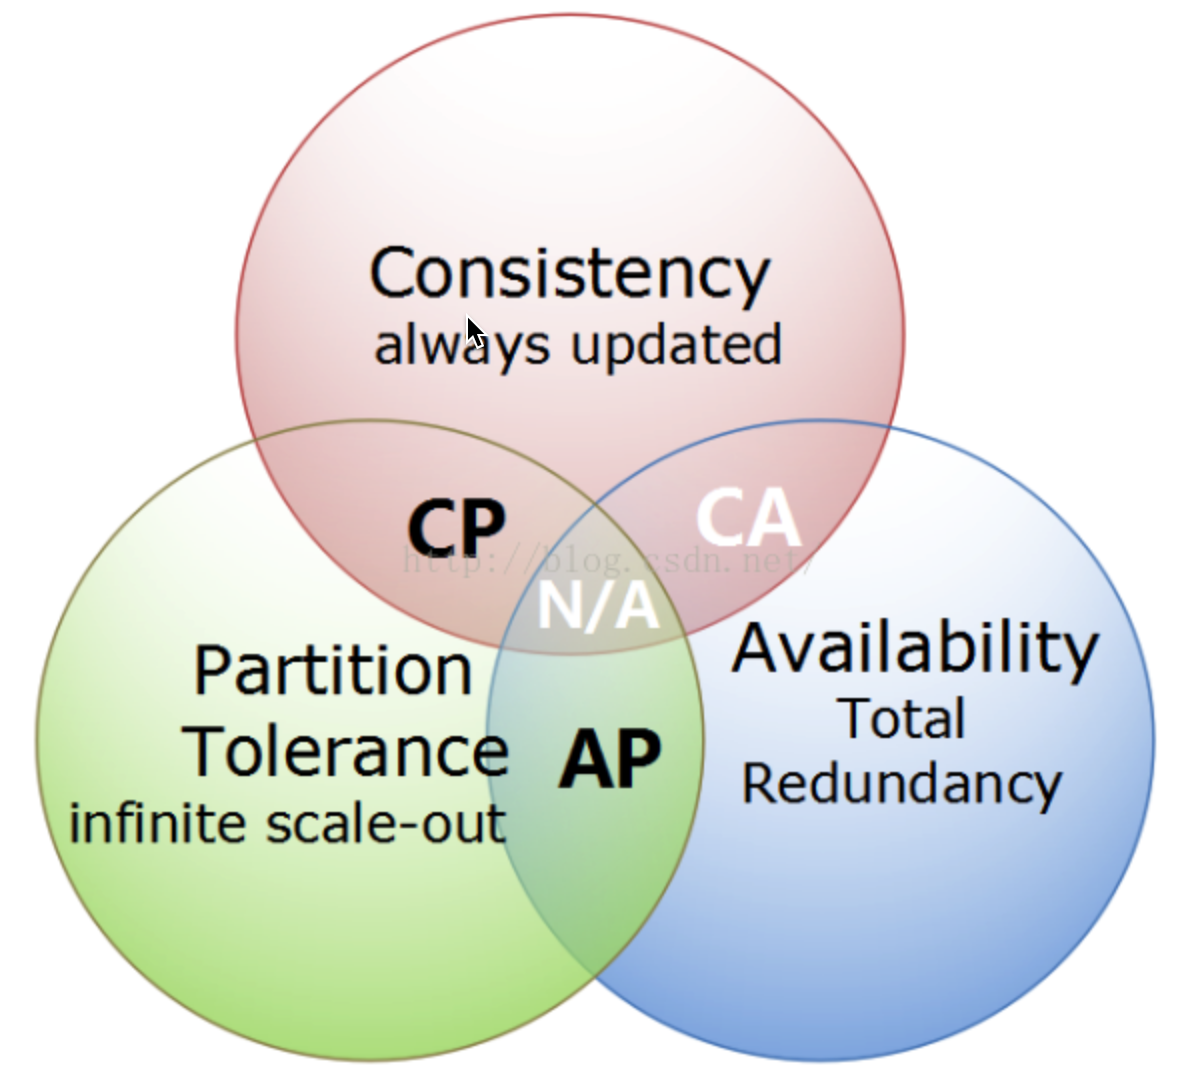 Consistency
always updated
CP
CA
http://blog.csdn.net/
N/A
Partition
Tolerance
infinite scale-out
AP
Availability
Total
Redundancy